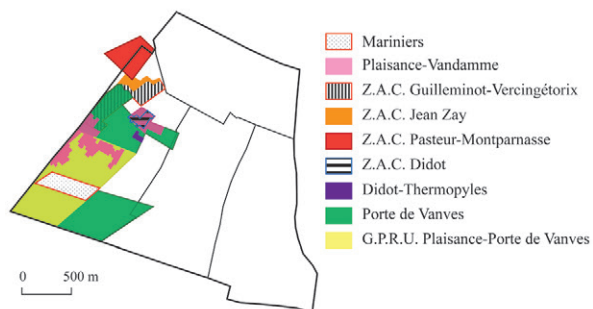 Mariniers
Plaisance-Vandamme
Z.A.C. Guilleminot-Vercingétorix
Z.A.C. Jean Zay
Z.A.C. Pasteur-Montparnasse
Z.A.C. Didot
Didot-Thermopyles
Porte de Vanves
G.P.R.U. Plaisance-Porte de Vanves
0 500 m